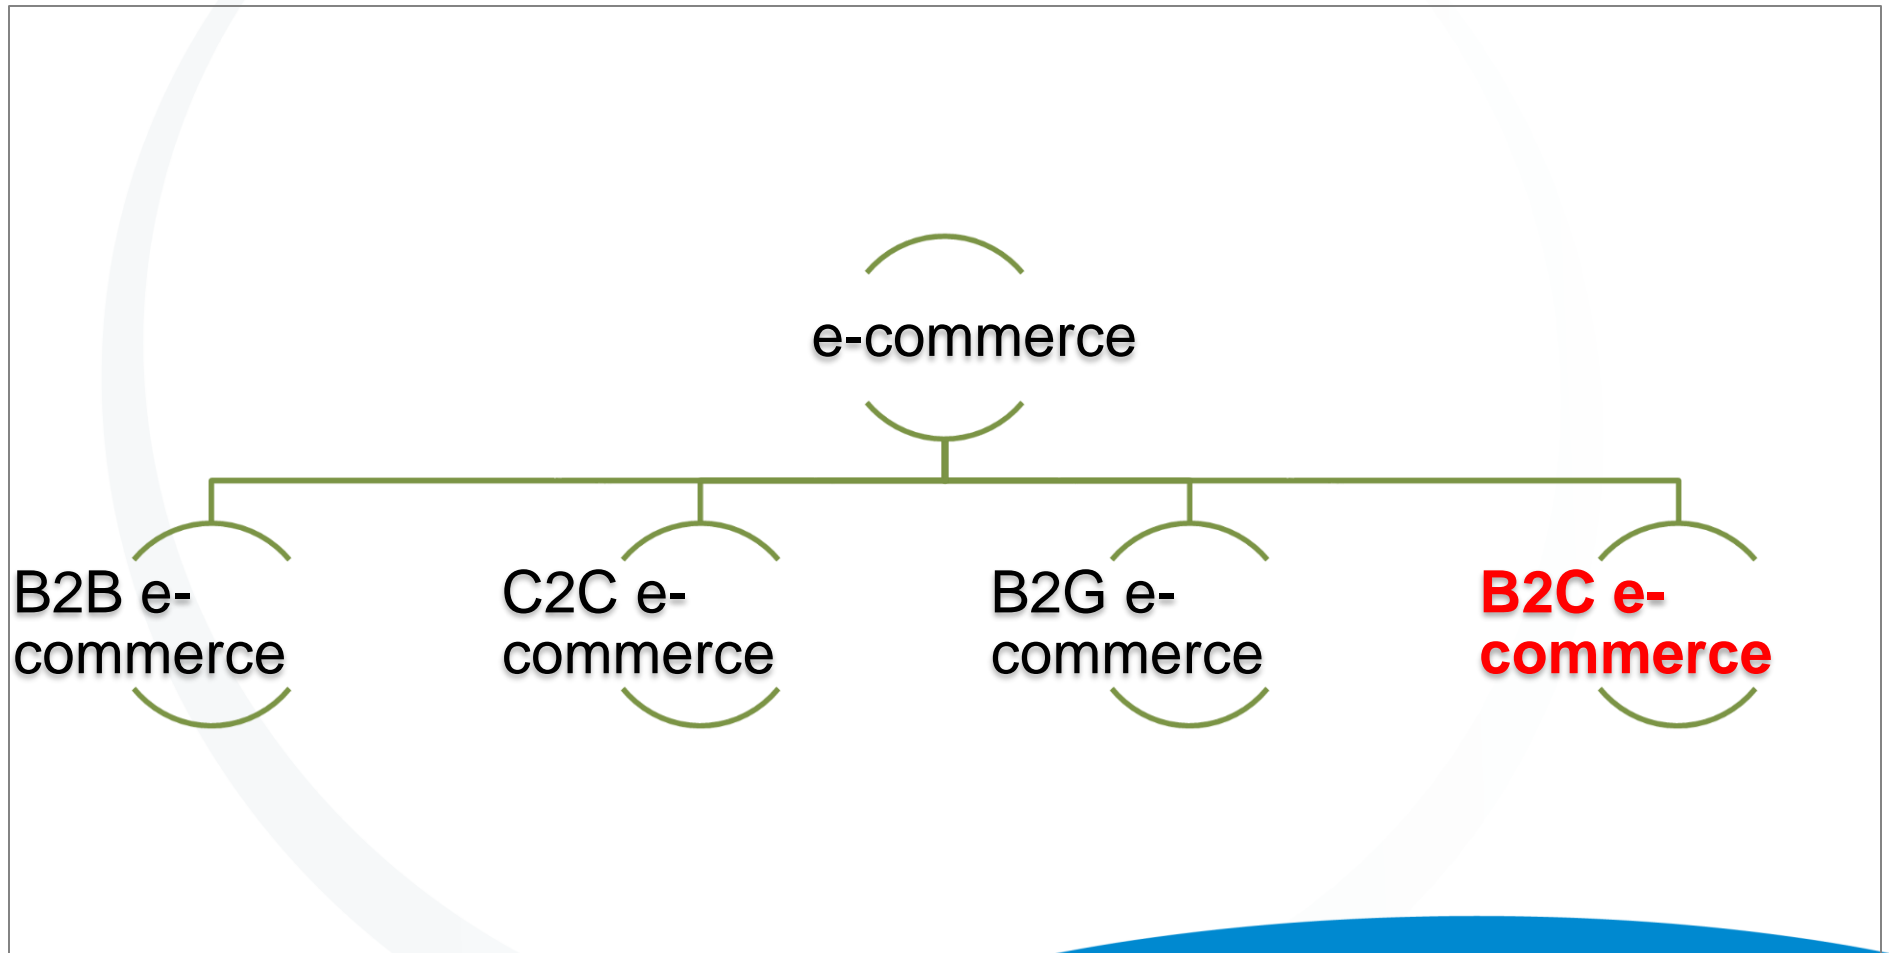 e-commerce
B2B e-
commerce
C2C e-
commerce
B2G e-
commerce
B2C e-
commerce